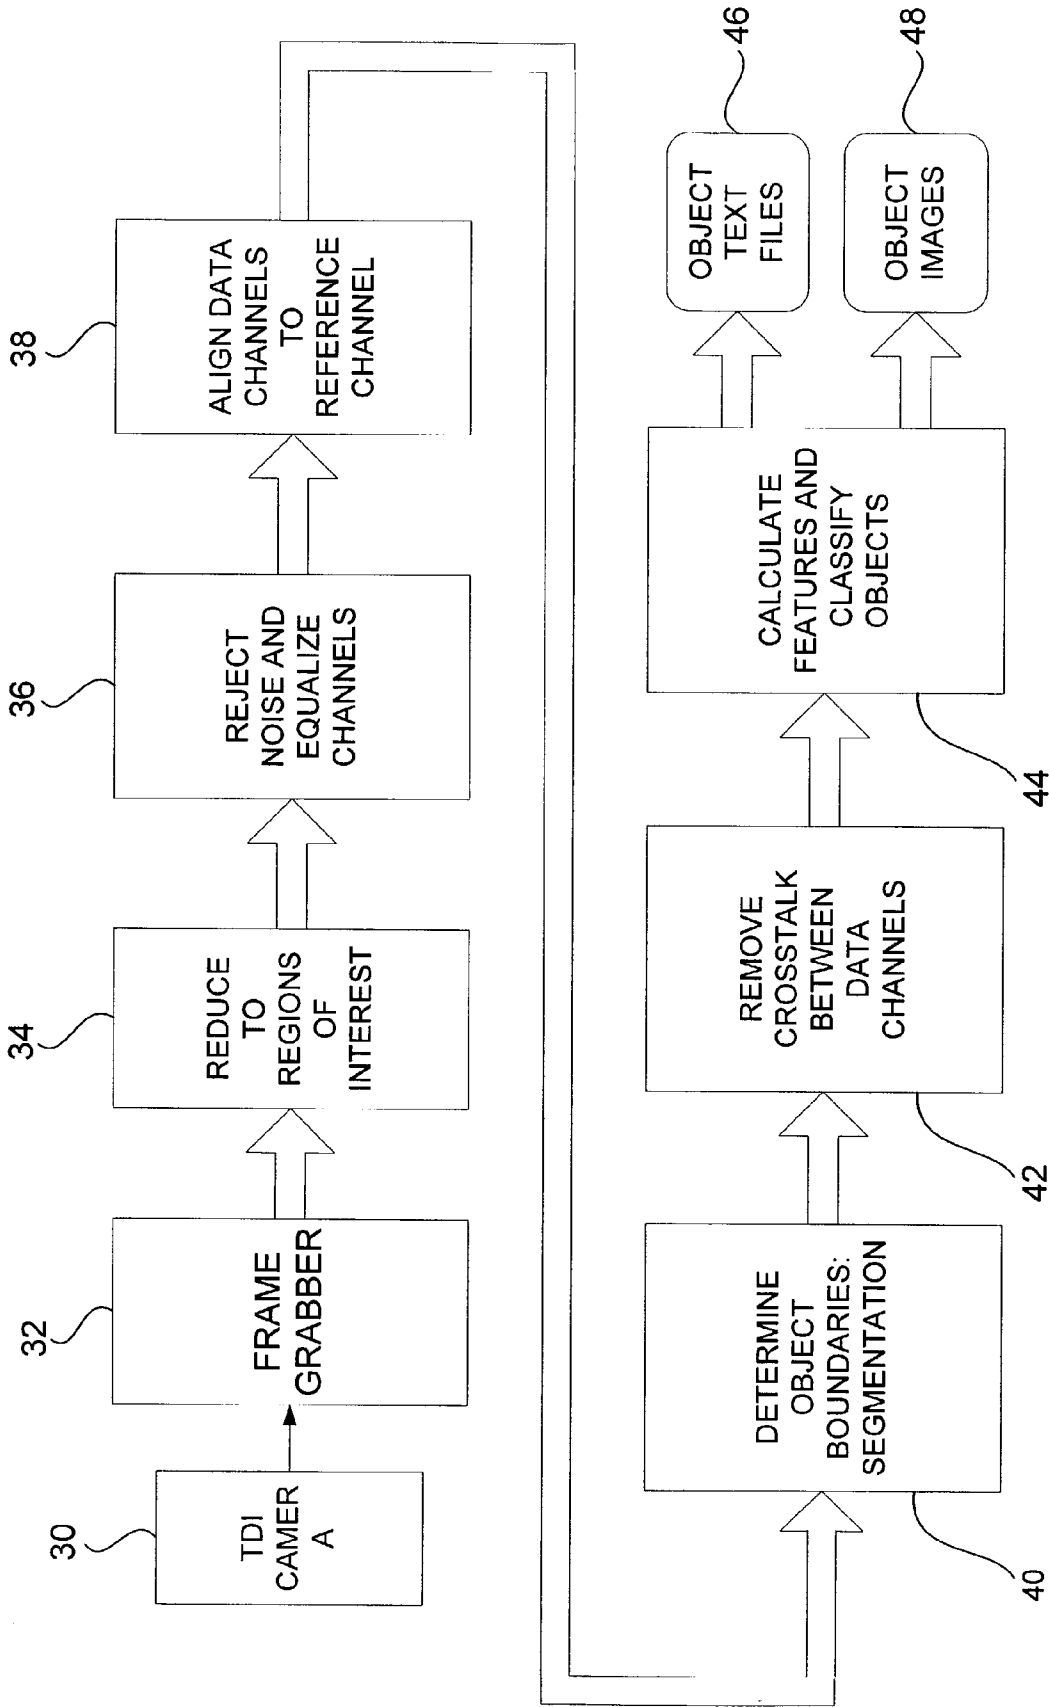 30
TDI
CAMER
A
32
FRAME
GRABBER
34
REDUCE
TO
REGIONS
OF
INTEREST
36
REJECT
NOISE AND
EQUALIZE
CHANNELS
38
ALIGN DATA
CHANNELS
TO
REFERENCE
CHANNEL
DETERMINE
OBJECT
BOUNDARIES:
SEGMENTATION
40
REMOVE
CROSSTALK
BETWEEN
DATA
CHANNELS
42
CALCULATE
FEATURES AND
CLASSIFY
OBJECTS
44
OBJECT
TEXT
FILES
46
OBJECT
IMAGES
48